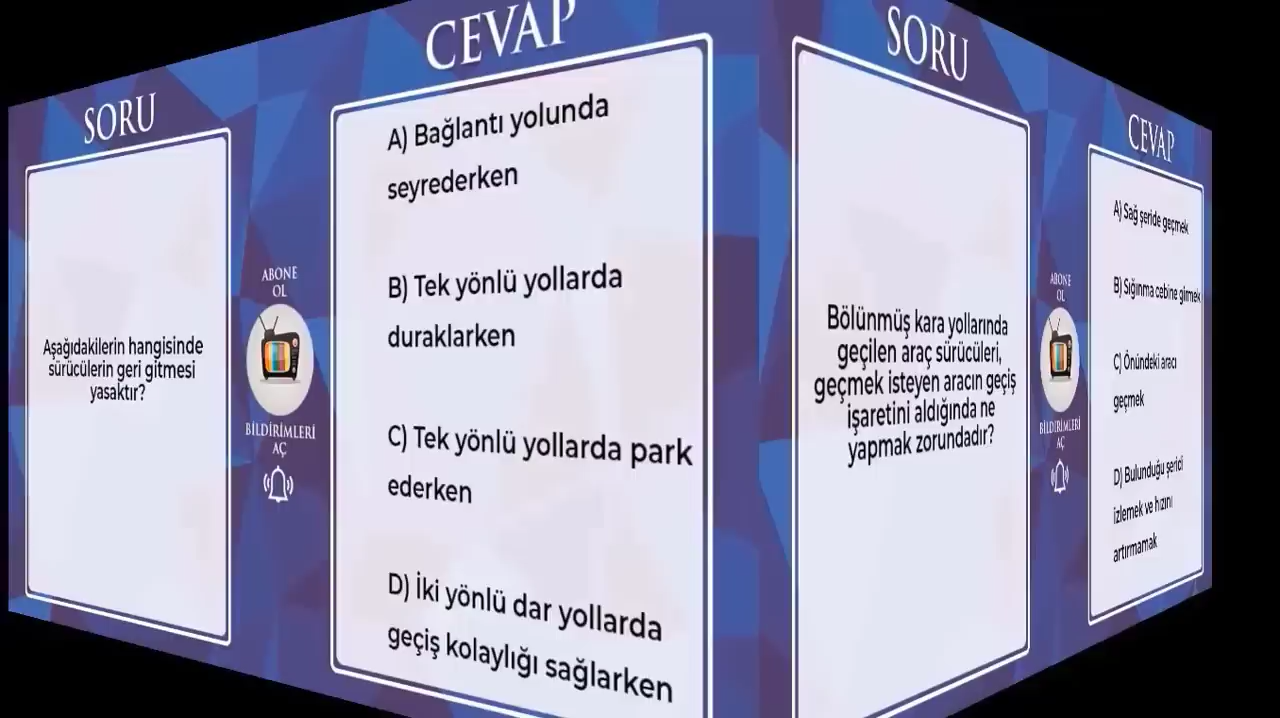 SORU
Aşağıdakilerin hangisinde
sürücülerin geri gitmesi
yasaktır?
ABONE
OL
BİLDİRİMLERİ
AÇ
CEVAP
A) Bağlantı yolunda
seyrederken
B) Tek yönlü yollarda
duraklarken
C) Tek yönlü yollarda park
ederken
D) İki yönlü dar yollarda
geçiş kolaylığı sağlarken
SORU
Bölünmüş kara yollarında
geçilen araç sürücüleri,
geçmek isteyen aracın geçiş
işaretini aldığında ne
yapmak zorundadır?
ABONE
OL
BİLDİRİMLERİ
AÇ
CEVAP
A) Sağ şeride geçmek
B) Sığınma cebine girmek
C) Önündeki aracı
geçmek
D) Bulunduğu şeridi
izlemek ve hızını
artırmamak